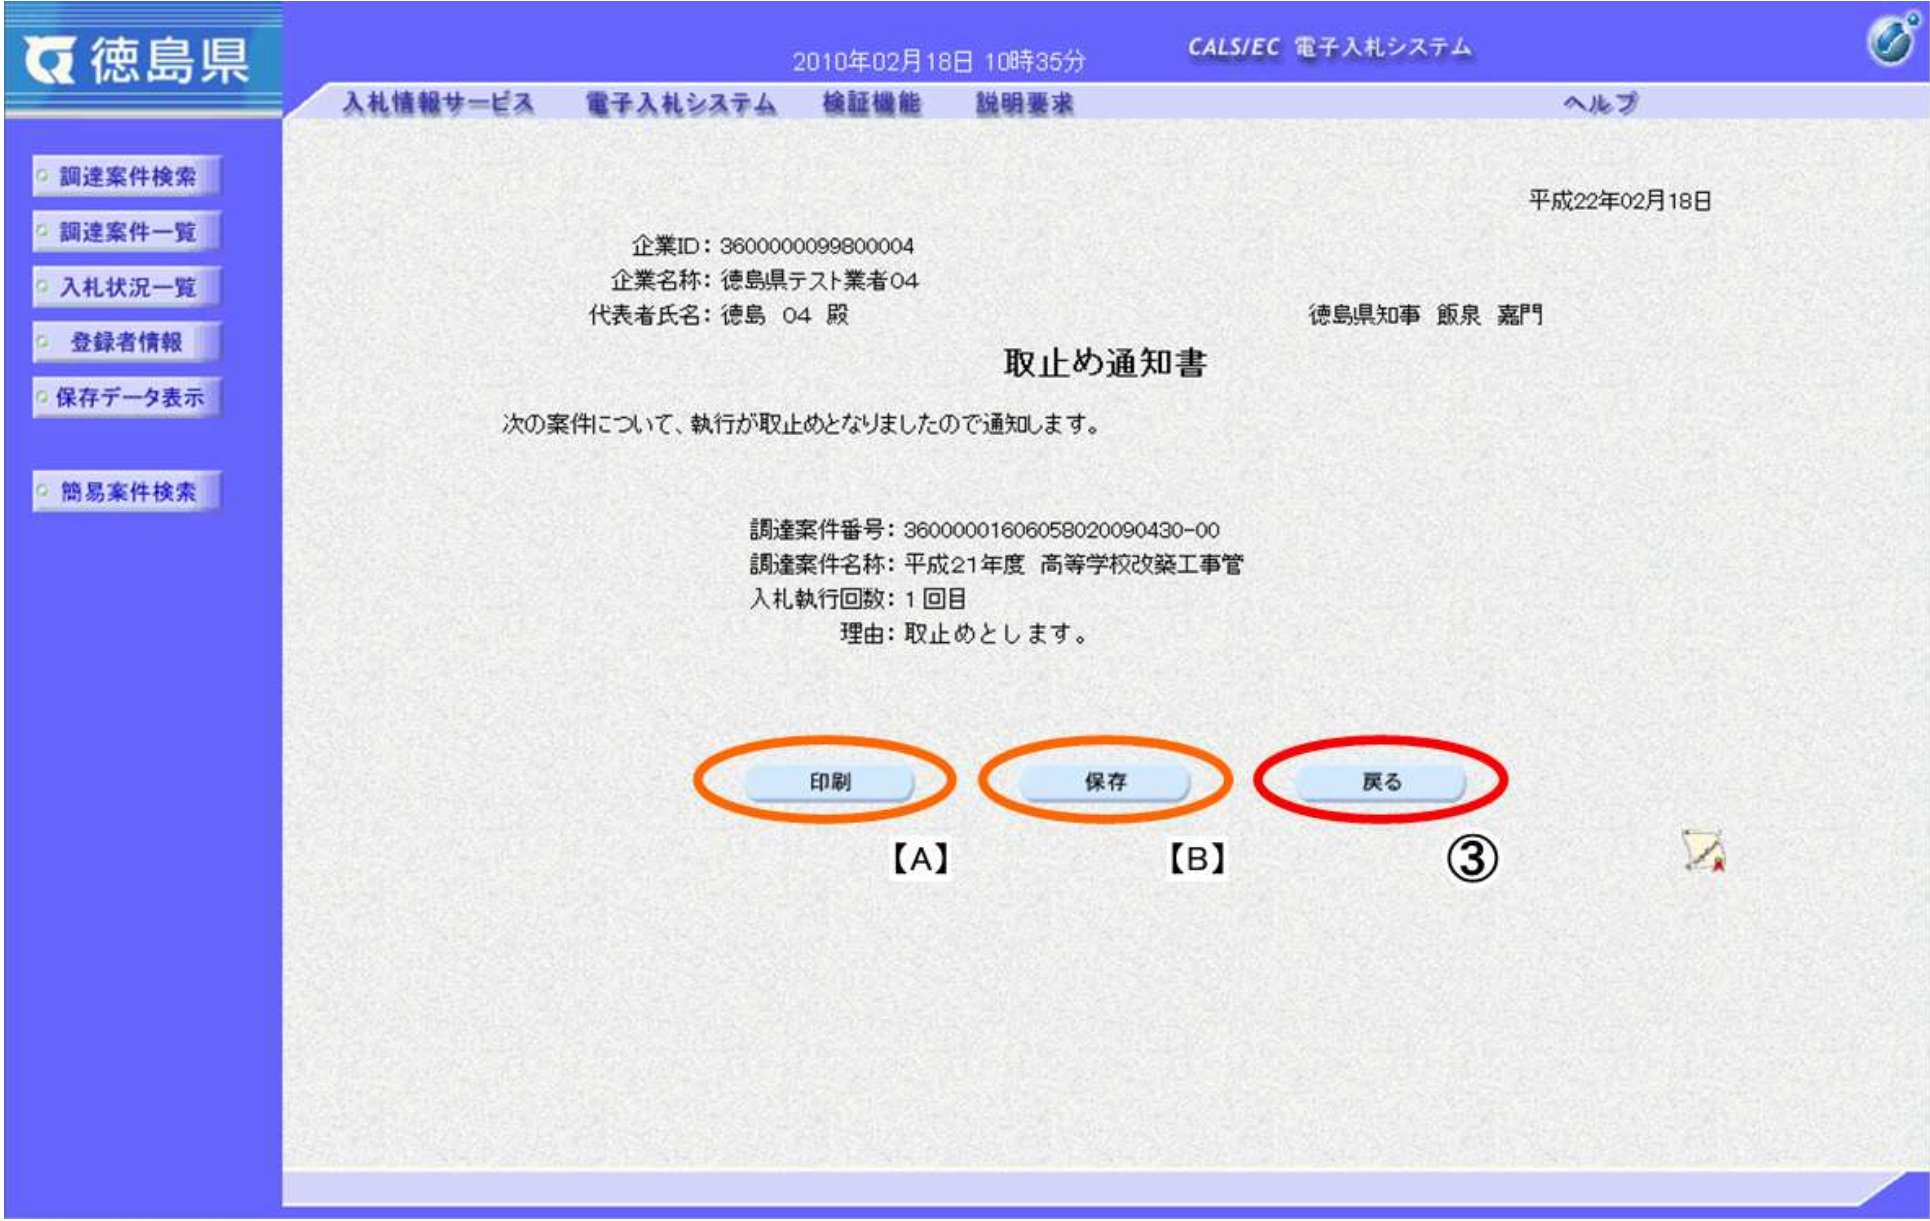 徳島県
2010年02月18日 10時35分
CALS/EC 電子入札システム
入札情報サービス 電子入札システム 検証機能 説明要求 ヘルプ
調達案件検索
調達案件一覧
入札状況一覧
登録者情報
保存データ表示
簡易案件検索
平成22年02月18日
企業ID：3600000099800004
企業名称：徳島県テスト業者04
代表者氏名：徳島 04 殿
徳島県知事 飯泉 嘉門
取止め通知書
次の案件について、執行が取止めとなりましたので通知します。
調達案件番号：36000001606058020090430-00
調達案件名称：平成21年度 高等学校改築工事管
入札執行回数：1回目
理由：取止めとします。
印刷 保存 戻る
【A】 【B】 ③